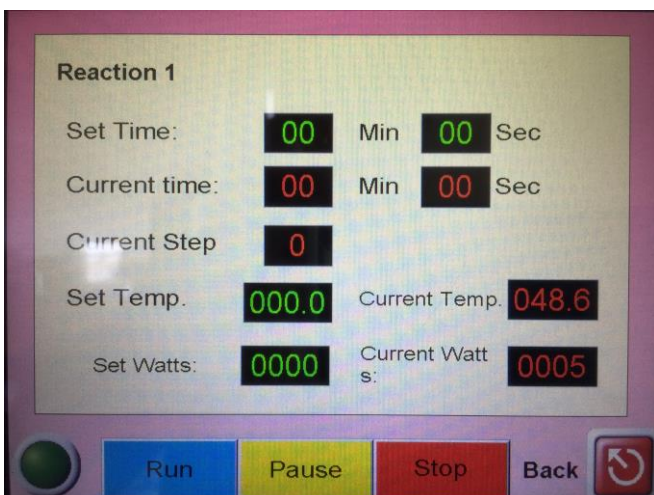 Reaction 1
Set Time: 00 Min 00 Sec
Current time: 00 Min 00 Sec
Current Step 0
Set Temp. 000.0 Current Temp. 048.6
Set Watts: 0000 Current Watt
s: 0005
Run Pause Stop Back